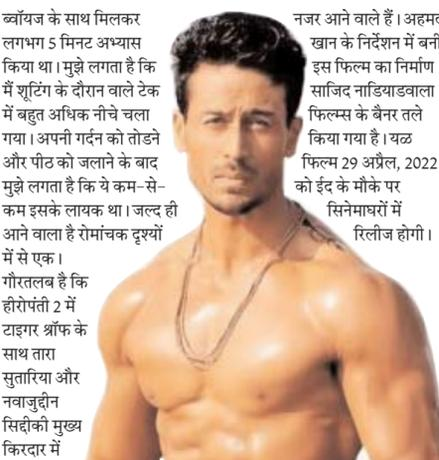 ब्वॉयज के साथ मिलकर
लगभग 5 मिनट अभ्यास
किया था। मुझे लगता है कि
मैं शूटिंग के दौरान वाले टेक
में बहुत अधिक नीचे चला
गया। अपनी गर्दन को तोडने
और पीठ को जलाने के बाद
मुझे लगता है कि ये कम-से-
कम इसके लायक था। जल्द ही
आने वाला है रोमांचक दृश्यों
में से एक।
गौरतलब है कि
हीरोपंती 2 में
टाइगर श्रॉफ के
साथ तारा
सुतारिया और
नवाजुद्दीन
सिद्दीकी मुख्य
किरदार में
नजर आने वाले हैं। अहमद
खान के निर्देशन में बनी
इस फिल्म का निर्माण
साजिद नाडियाडवाला
फिल्म्स के बैनर तले
किया गया है। यळ
फिल्म 29 अप्रैल, 2022
को ईद के मौके पर
सिनेमाघरों में
रिलीज होगी।